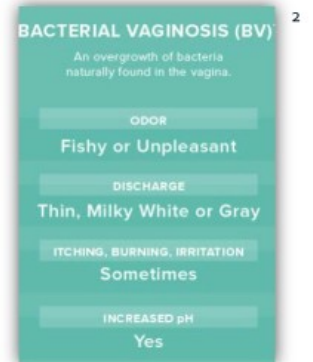 BACTERIAL VAGINOSIS (BV)
2
An overgrowth of bacteria
naturally found in the vagina.
ODOR
Fishy or Unpleasant
DISCHARGE
Thin, Milky White or Gray
ITCHING, BURNING, IRRITATION
Sometimes
INCREASED pH
Yes